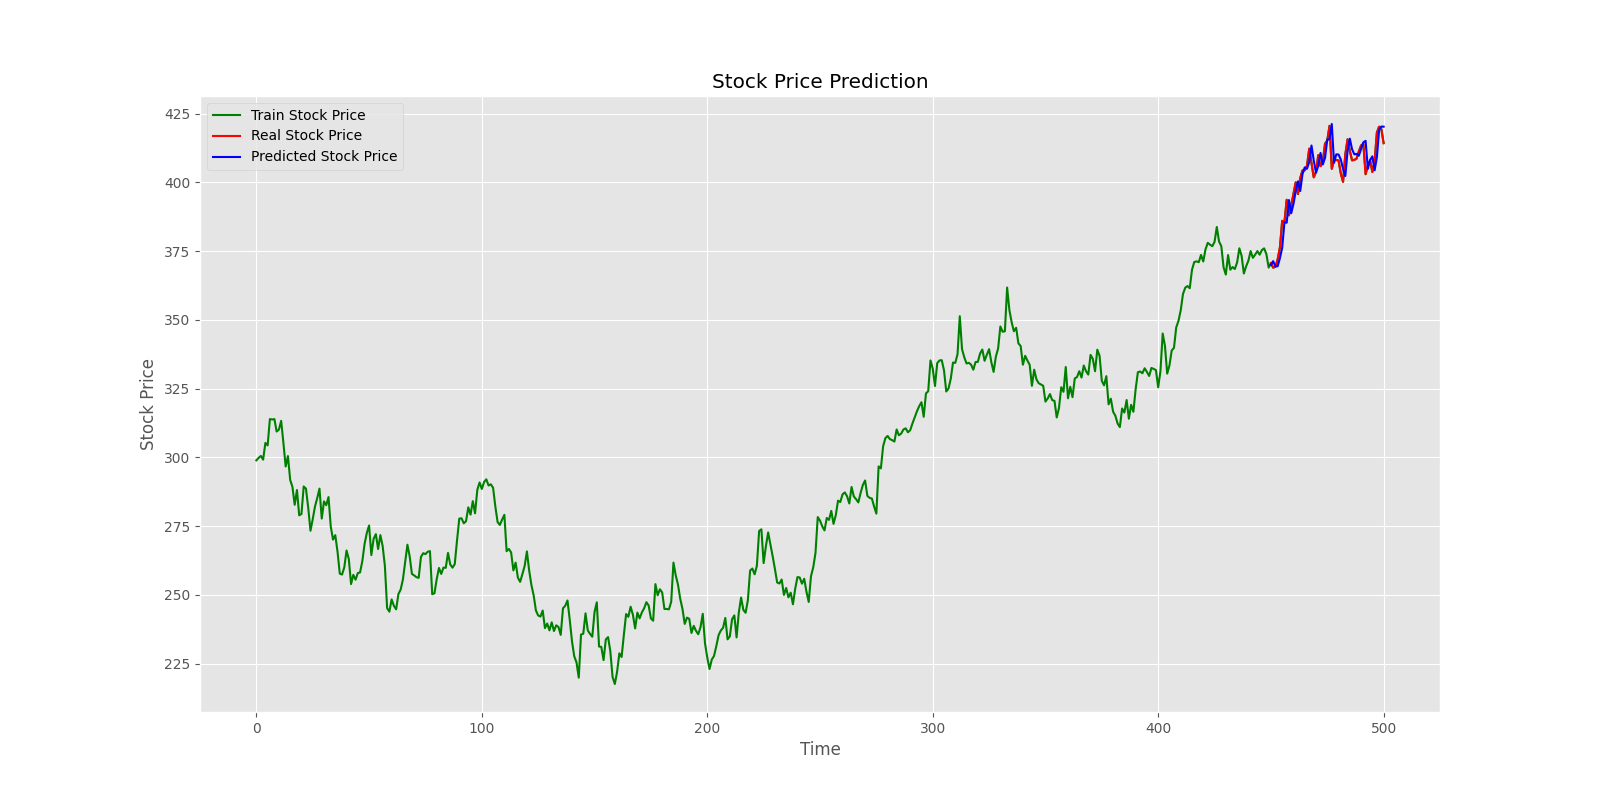 Stock Price Prediction
Train Stock Price
Real Stock Price
Predicted Stock Price
Stock Price
425
400
375
350
325
300
275
250
225
0 100 200 300 400 500
Time